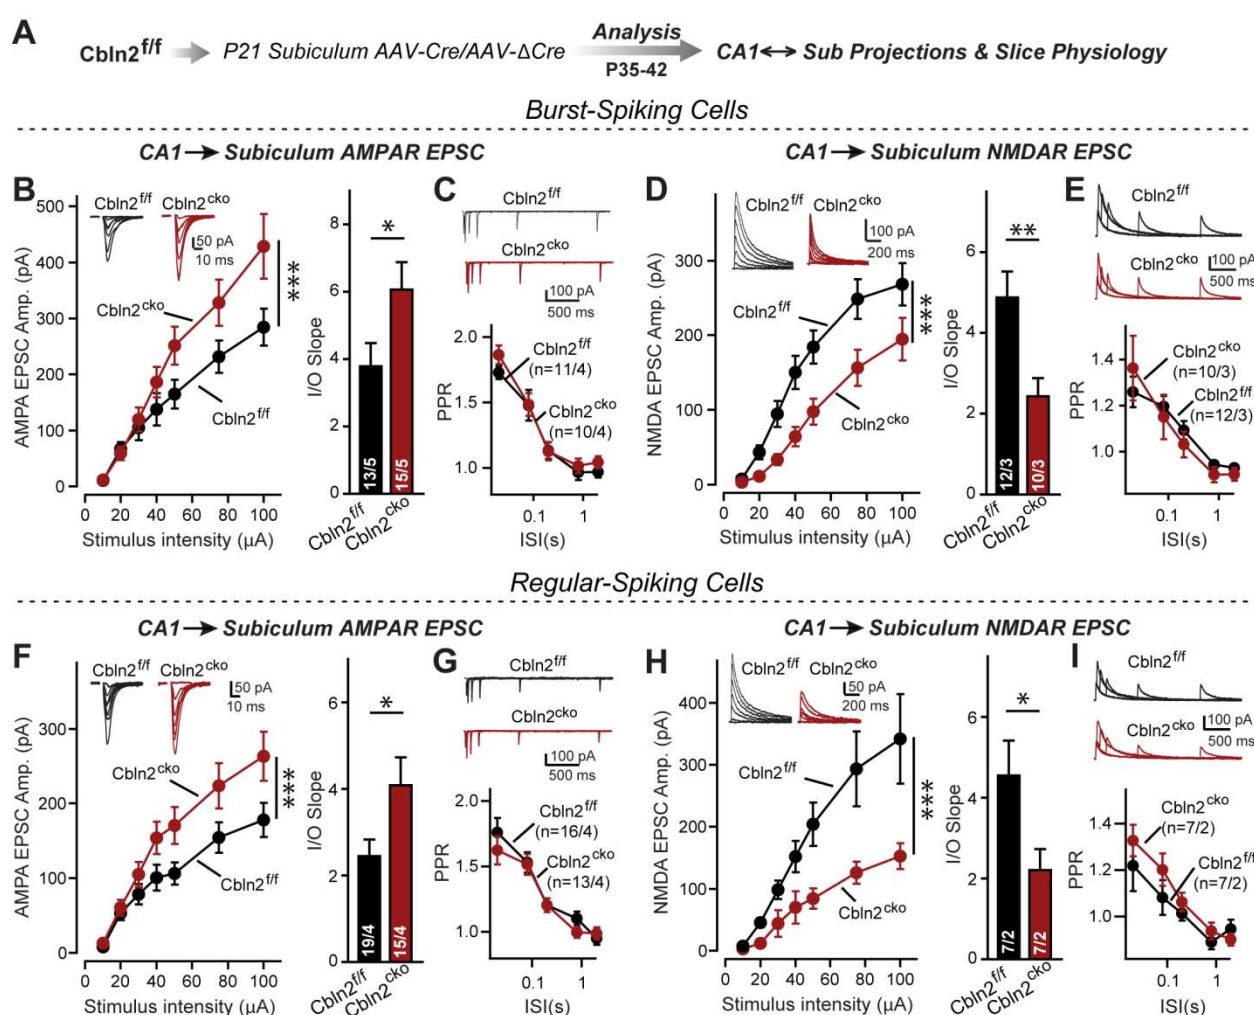 A
Cbln2f/f P21 Subiculum AAV-Cre/AAV-ΔCre Analysis P35-42 CA1↔ Sub Projections & Slice Physiology
Burst-Spiking Cells
CA1→ Subiculum AMPAR EPSC
CA1→ Subiculum NMDAR EPSC
B
AMPA EPSC Amp. (pA)
500
400
300
200
100
0
Cbln2f/f
Cbln2cko
50 pA
10 ms
Cbln2cko
Cbln2f/f
***
20 40 60 80 100
Stimulus intensity (µA)
I/O Slope
8
6
4
2
0
*
13/5
15/5
Cbln2f/f
Cbln2cko
C
Cbln2f/f
Cbln2cko
100 pA
500 ms
PPR
2.0
1.5
1.0
Cbln2f/f
(n=11/4)
Cbln2cko
(n=10/4)
0.1 1
ISI(s)
D
NMDA EPSC Amp. (pA)
300
200
100
0
Cbln2f/f
Cbln2cko
100 pA
200 ms
Cbln2f/f
Cbln2cko
***
20 40 60 80 100
Stimulus intensity (µA)
I/O Slope
6
4
2
0
**
12/3
10/3
Cbln2f/f
Cbln2cko
E
Cbln2f/f
Cbln2cko
100 pA
500 ms
PPR
1.4
1.2
1.0
Cbln2cko
(n=10/3)
Cbln2f/f
(n=12/3)
0.1 1
ISI(s)
Regular-Spiking Cells
CA1→ Subiculum AMPAR EPSC
CA1→ Subiculum NMDAR EPSC
F
AMPA EPSC Amp. (pA)
300
200
100
0
Cbln2f/f
Cbln2cko
50 pA
10 ms
Cbln2cko
Cbln2f/f
***
20 40 60 80 100
Stimulus intensity (µA)
I/O Slope
6
4
2
0
*
19/4
15/4
Cbln2f/f
Cbln2cko
G
Cbln2f/f
Cbln2cko
100 pA
500 ms
PPR
2.0
1.5
1.0
Cbln2f/f
(n=16/4)
Cbln2cko
(n=13/4)
0.1 1
ISI(s)
H
NMDA EPSC Amp. (pA)
400
300
200
100
0
Cbln2f/f
Cbln2cko
50 pA
200 ms
Cbln2f/f
Cbln2cko
***
20 40 60 80 100
Stimulus intensity (µA)
I/O Slope
6
4
2
0
*
7/2
7/2
Cbln2f/f
Cbln2cko
I
Cbln2f/f
Cbln2cko
100 pA
500 ms
PPR
1.4
1.2
1.0
Cbln2cko
(n=7/2)
Cbln2f/f
(n=7/2)
0.1 1
ISI(s)